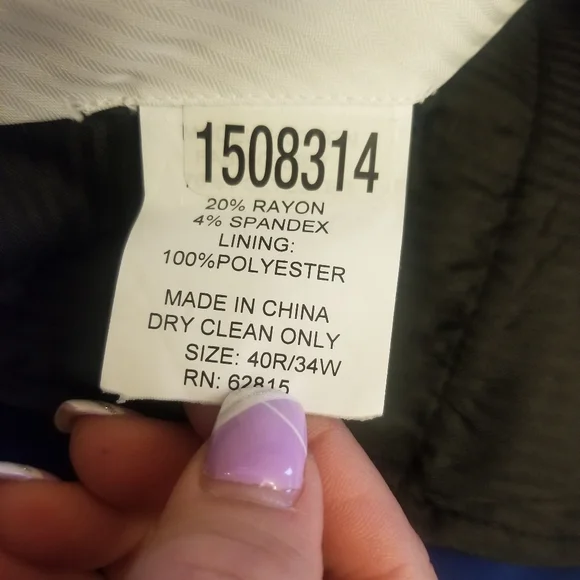 1508314
20% RAYON
4% SPANDEX
LINING:
100%POLYESTER
MADE IN CHINA
DRY CLEAN ONLY
SIZE: 40R/34W
RN: 62815